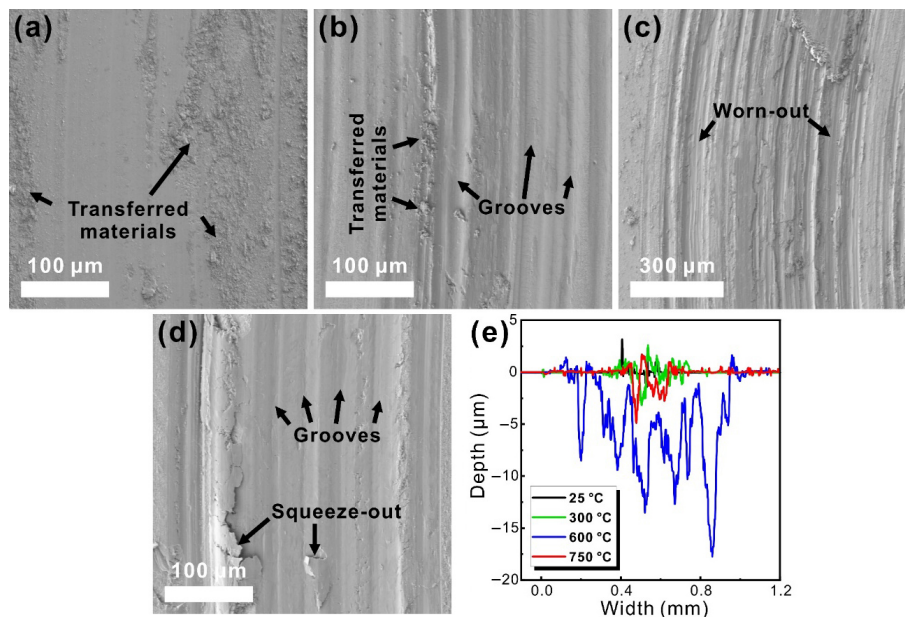 (a)
Transferred
materials
100 µm
(b)
Transferred
materials
Grooves
100 µm
(c)
Worn-out
300 µm
(d)
Grooves
Squeeze-out
100 µm
(e)
5
0
−5
−10
−15
−20
Depth (µm)
25 °C
300 °C
600 °C
750 °C
0.0
0.4
0.8
1.2
Width (mm)